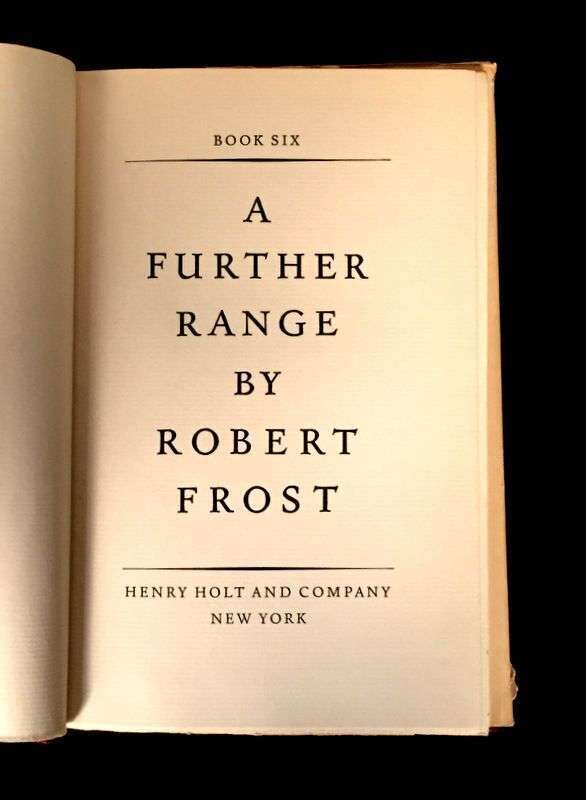 BOOK SIX
A
FURTHER
RANGE
BY
ROBERT
FROST
HENRY HOLT AND COMPANY
NEW YORK